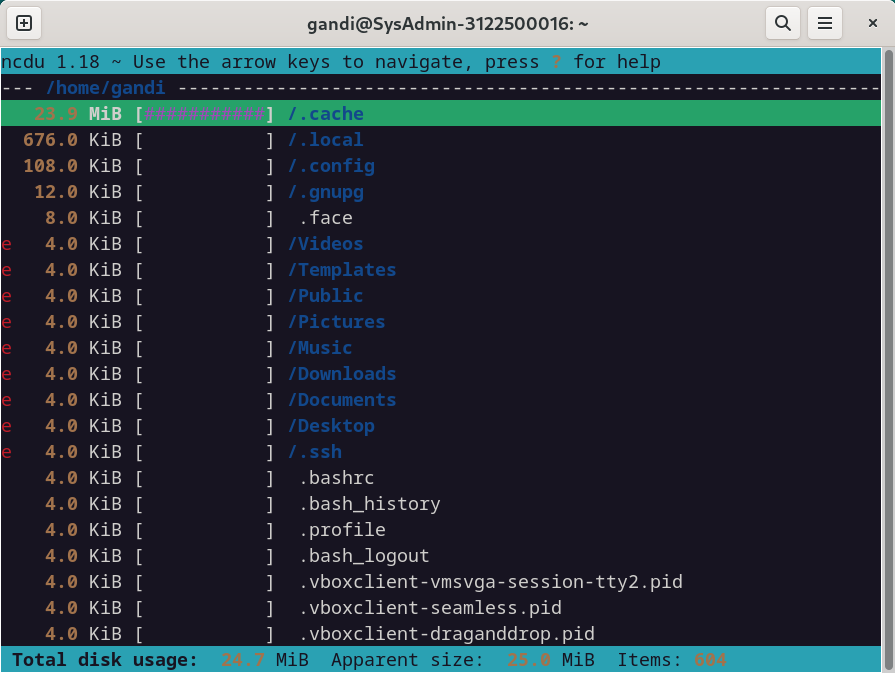 gandi@SysAdmin-3122500016: ~
ncdu 1.18 ~ Use the arrow keys to navigate, press ? for help
--- /home/gandi ----------------------------------------------------------------
23.9 MiB [###########] /.cache
676.0 KiB [           ] /.local
108.0 KiB [           ] /.config
12.0 KiB [           ] /.gnupg
8.0 KiB [           ]  .face
e   4.0 KiB [           ] /Videos
e   4.0 KiB [           ] /Templates
e   4.0 KiB [           ] /Public
e   4.0 KiB [           ] /Pictures
e   4.0 KiB [           ] /Music
e   4.0 KiB [           ] /Downloads
e   4.0 KiB [           ] /Documents
e   4.0 KiB [           ] /Desktop
e   4.0 KiB [           ] /.ssh
4.0 KiB [           ]  .bashrc
4.0 KiB [           ]  .bash_history
4.0 KiB [           ]  .profile
4.0 KiB [           ]  .bash_logout
4.0 KiB [           ]  .vboxclient-vmsvga-session-tty2.pid
4.0 KiB [           ]  .vboxclient-seamless.pid
4.0 KiB [           ]  .vboxclient-draganddrop.pid
Total disk usage:  24.7 MiB  Apparent size:  MiB  Items: 604